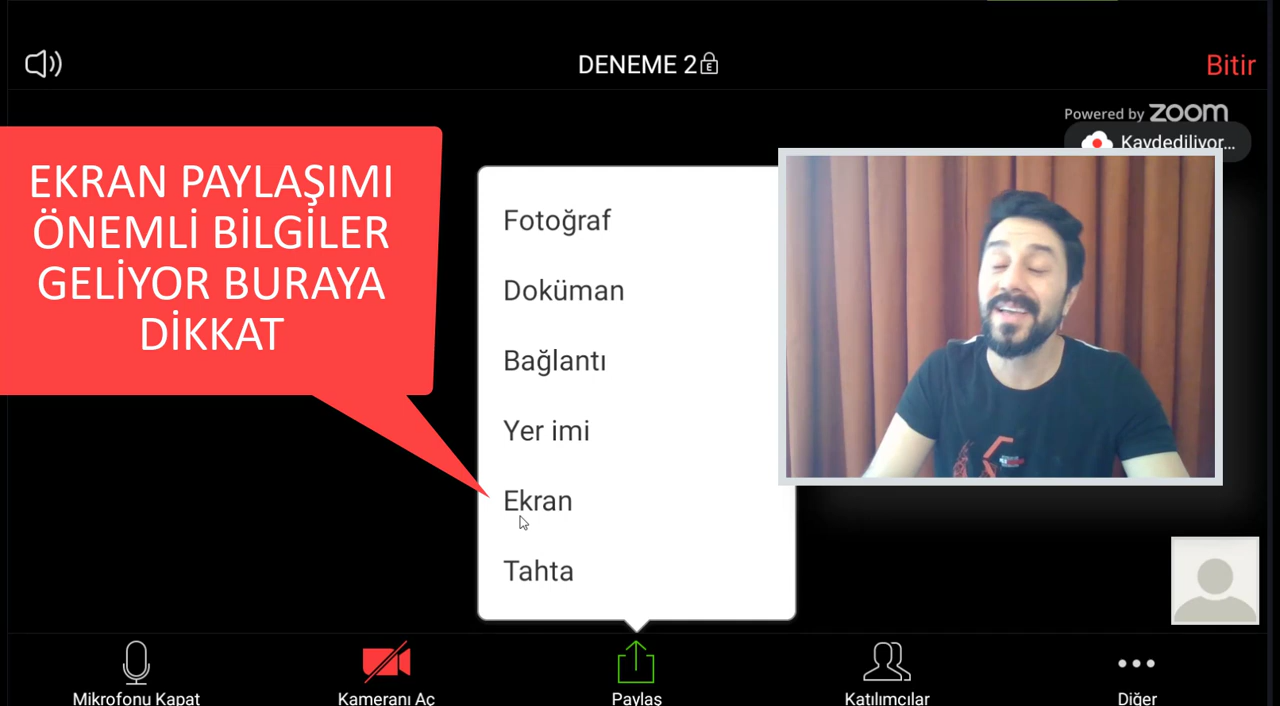 DENEME 2
Bitir
Powered by zoom
Kaydediliyor...
EKRAN PAYLAŞIMI
ÖNEMLİ BİLGİLER
GELİYOR BURAYA
DİKKAT
Fotoğraf
Doküman
Bağlantı
Yer imi
Ekran
Tahta
Mikrofonu Kapat
Kameranı Aç
Paylaş
Katılımcılar
Diğer